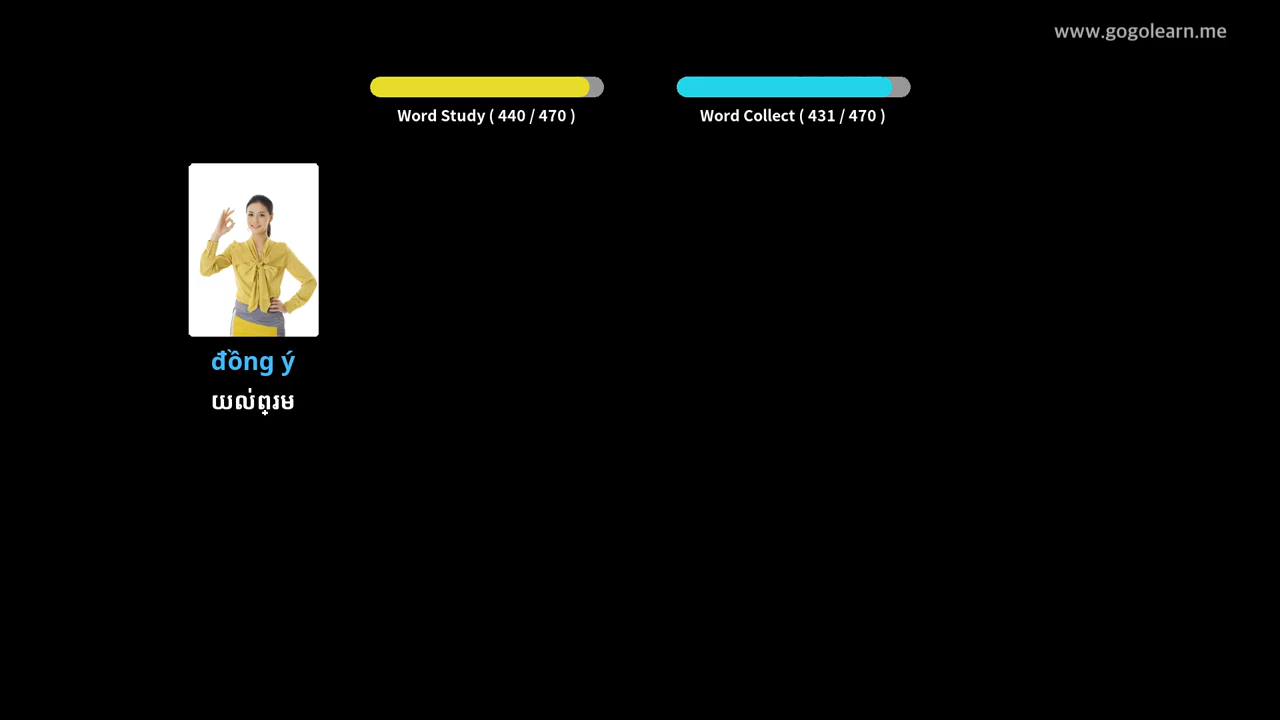 www.gogolearn.me
Word Study ( 440 / 470 )
Word Collect ( 431 / 470 )
đồng ý
យល់ព្រម